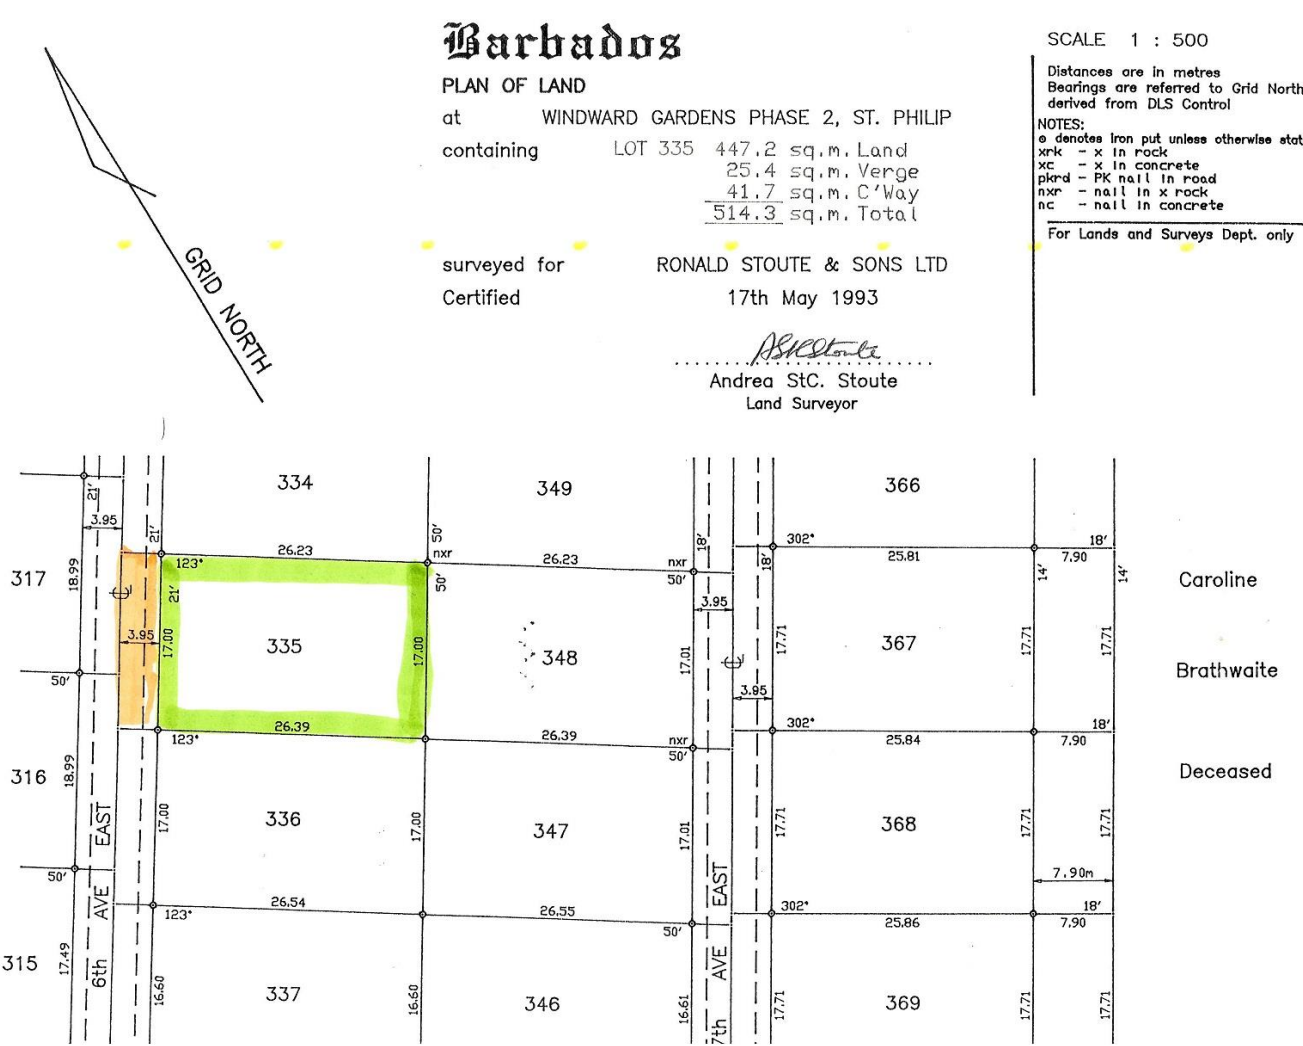 Barbados
PLAN OF LAND
at WINDWARD GARDENS PHASE 2, ST. PHILIP
containing LOT 335 447.2 sq.m. Land
25.4 sq.m. Verge
41.7 sq.m. C'Way
514.3 sq.m. Total
surveyed for RONALD STOUTE & SONS LTD
Certified 17th May 1993
Andrea StC. Stoute
Land Surveyor
SCALE 1 : 500
Distances are in metres
Bearings are referred to Grid North
derived from DLS Control
NOTES:
denotes iron put unless otherwise stat
xrk - x in rock
xc - x in concrete
pkrd - PK nail in road
nxr - nail in x rock
nc - nail in concrete
For Lands and Surveys Dept. only
GRID NORTH
334 349 366
21' 3.95 21' 50' 18'
26.23 nxr 26.23 nxr 302° 25.81 18' 7.90
123° 50' 50' 18' 14' 14'
317 18.99 21' Caroline
3.95 3.95
17.00 335 17.00 348 17.01 17.71 367 17.71 17.71
50' Brathwaite
3.95
26.39 26.39 302° 18'
123° nxr 25.84 7.90
50'
316 18.99 Deceased
17.00 336 17.00 347 17.01 17.71 368 17.71 17.71
6th AVE EAST
7th AVE EAST
50' 7.90m
26.54 26.55 302° 18'
123° 50' 25.86 7.90
315 17.49
16.60 337 16.60 346 16.61 17.71 369 17.71 17.71